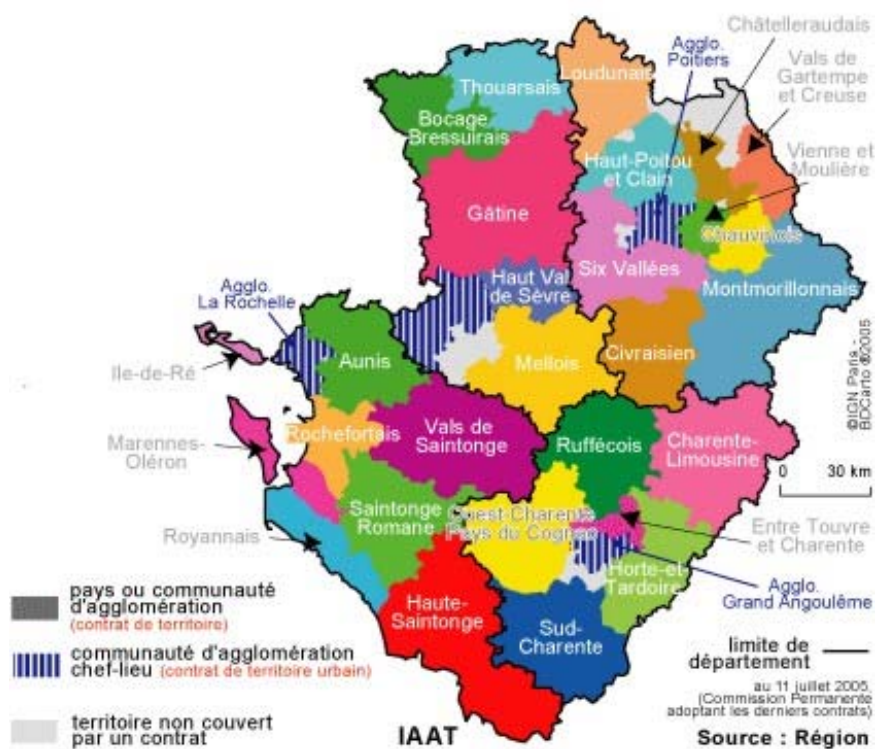 Châtelleraudais
Agglo.
Poitiers
Vals de
Gartempe
et Creuse
Loudunais
Thouarsais
Bocage
Bressuirais
Haut-Poitou
et Clain
Vienne et
Moulière
Gâtine
Chauvinois
Six Vallées
Montmorillonnais
Haut Val
de Sèvre
Agglo.
La Rochelle
Aunis
Mellois
Civraisien
Ile-de-Ré
©IGN Paris -
BDCarto ®2005
Rochefortais
Vals de
Saintonge
Ruffécois
Charente-
Limousine
Marennes-
Oléron
0 30 km
Saintonge
Romane
Ouest-Charente
Pays du Cognac
Royannais
Entre Touvre
et Charente
Horte-et-
Tardoire
Agglo.
Grand Angoulême
Haute-
Saintonge
Sud-
Charente
pays ou communauté
d'agglomération
(contrat de territoire)
communauté d'agglomération
chef-lieu (contrat de territoire urbain)
territoire non couvert
par un contrat
limite de
département
au 11 juillet 2005,
(Commission Permanente
adoptant les derniers contrats)
IAAT
Source : Région